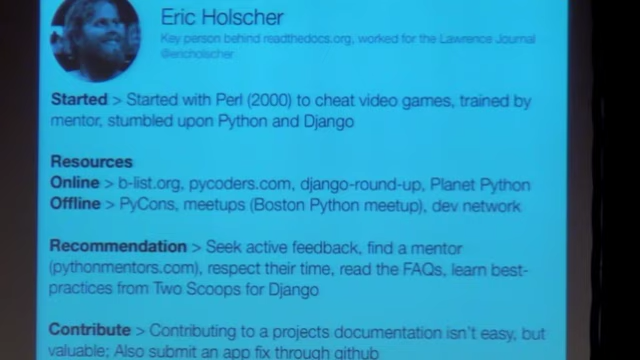 Eric Holscher
Key person behind readthedocs.org, worked for the Lawrence Journal
@ericholscher
Started > Started with Perl (2000) to cheat video games, trained by
mentor, stumbled upon Python and Django
Resources
Online > b-list.org, pycoders.com, django-round-up, Planet Python
Offline > PyCons, meetups (Boston Python meetup), dev network
Recommendation > Seek active feedback, find a mentor
(pythonmentors.com), respect their time, read the FAQs, learn best-
practices from Two Scoops for Django
Contribute > Contributing to a projects documentation isn't easy, but
valuable; Also submit an app fix through github